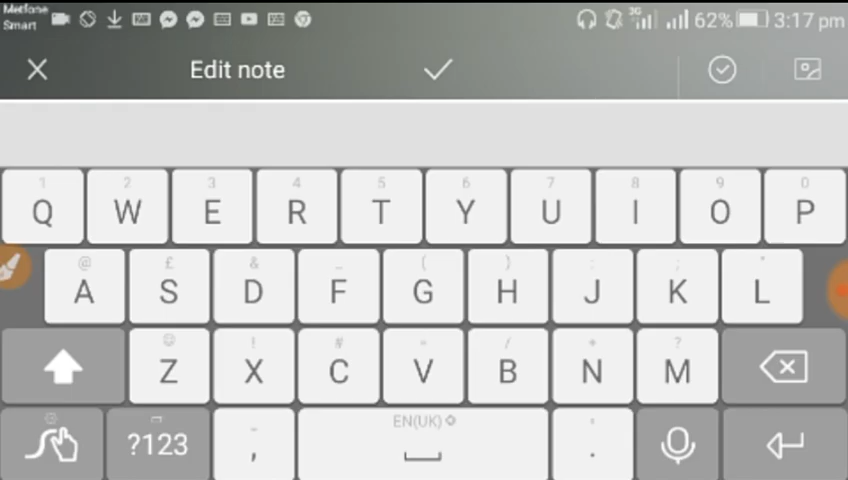 Metfone
Smart
3G
62%
3:17 pm
Edit note
1 2 3 4 5 6 7 8 9 0
Q W E R T Y U I O P
@ £ & _ ( ) : ; "
A S D F G H J K L
! # = / + ?
Z X C V B N M
EN(UK)
?123 , .